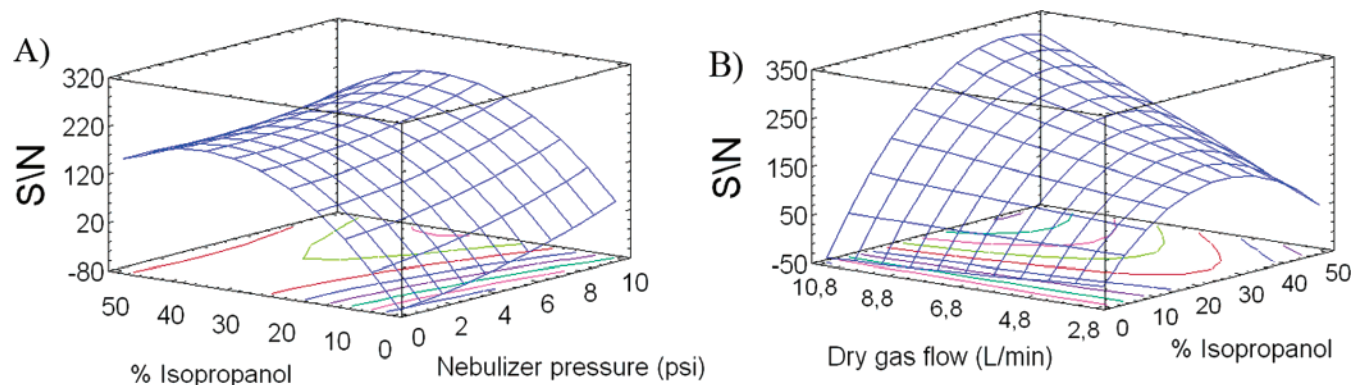 A)
S\N
320
220
120
20
-80
50 40 30 20 10 0
% Isopropanol
0 2 4 6 8 10
Nebulizer pressure (psi)
B)
S\N
350
250
150
50
-50
10,8 8,8 6,8 4,8 2,8
Dry gas flow (L/min)
0 10 20 30 40 50
% Isopropanol